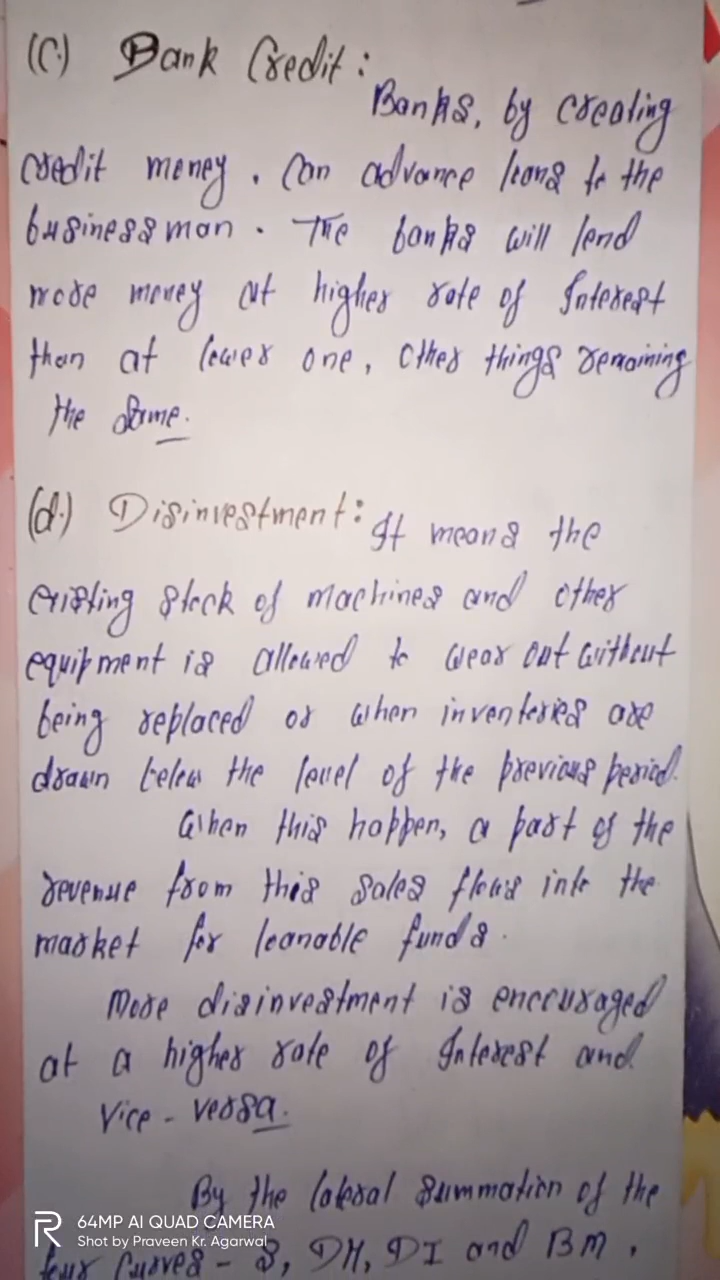 (c.) Bank Credit:
Banks, by creating
credit money, can advance loans to the
businessman. The banks will lend
more money at higher rate of Interest
than at lower one, other things remaining
the same.
(d.) Disinvestment:
It means the
existing stock of machines and other
equipment is allowed to wear out without
being replaced or when inventories are
drawn below the level of the previous period.
When this happen, a part of the
revenue from this sales flows into the
market for loanable funds.
More disinvestment is encouraged
at a higher rate of Interest and
Vice-versa.
By the lateral summation of the
four curves - S, DH, DI and BM,
64MP AI QUAD CAMERA
Shot by Praveen Kr. Agarwal